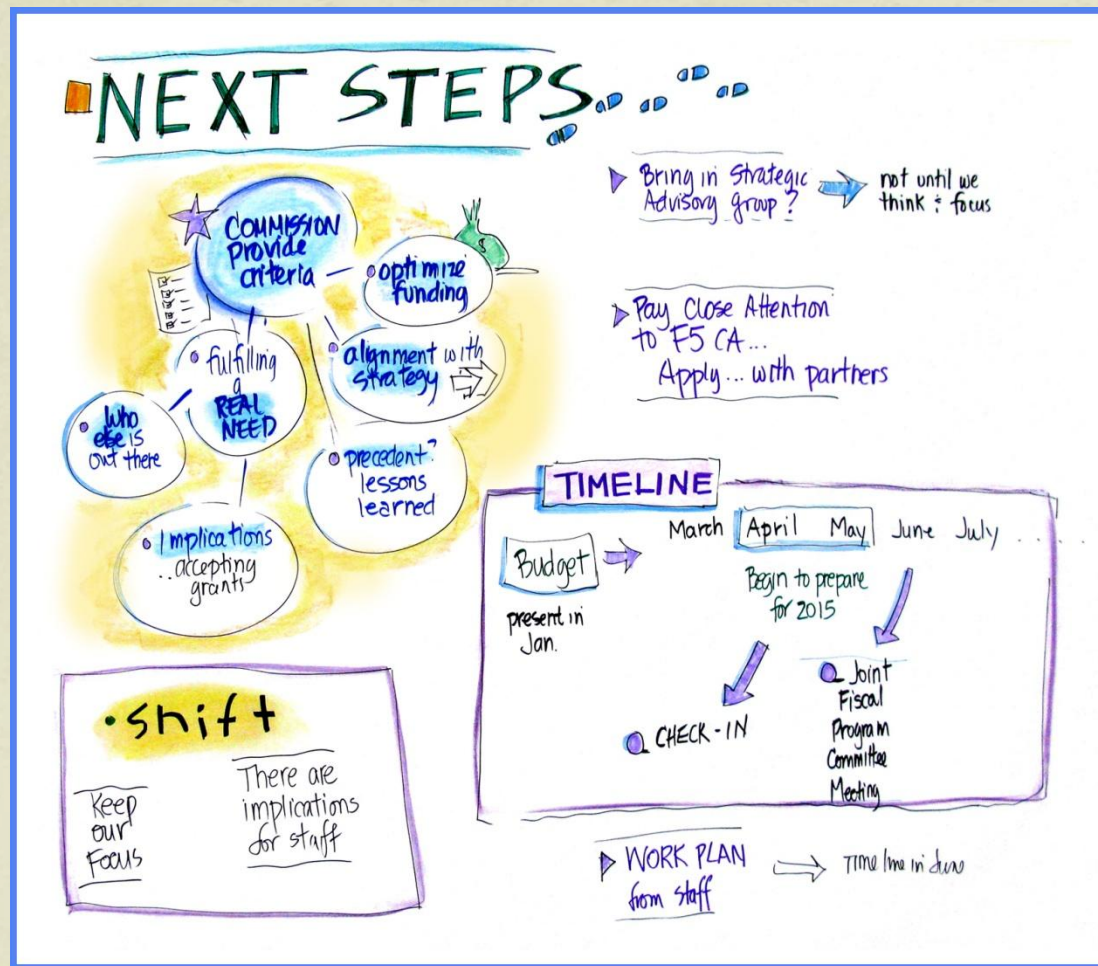 NEXT STEPS
COMMISSION
Provide
criteria
optimize
funding
fulfilling
a
REAL
NEED
alignment with
strategy
Who
else is
out there
precedent?
lessons
learned
Implications
...accepting
grants
• shift
Keep
our
Focus
There are
implications
for staff
Bring in Strategic
Advisory group?
not until we
think & focus
Pay Close Attention
to F5 CA...
Apply... with partners
TIMELINE
March April May June July ......
Budget
present in
Jan.
Begin to prepare
for 2015
CHECK-IN
Joint
Fiscal
Program
Committee
Meeting
WORK PLAN
from staff
Timeline in June